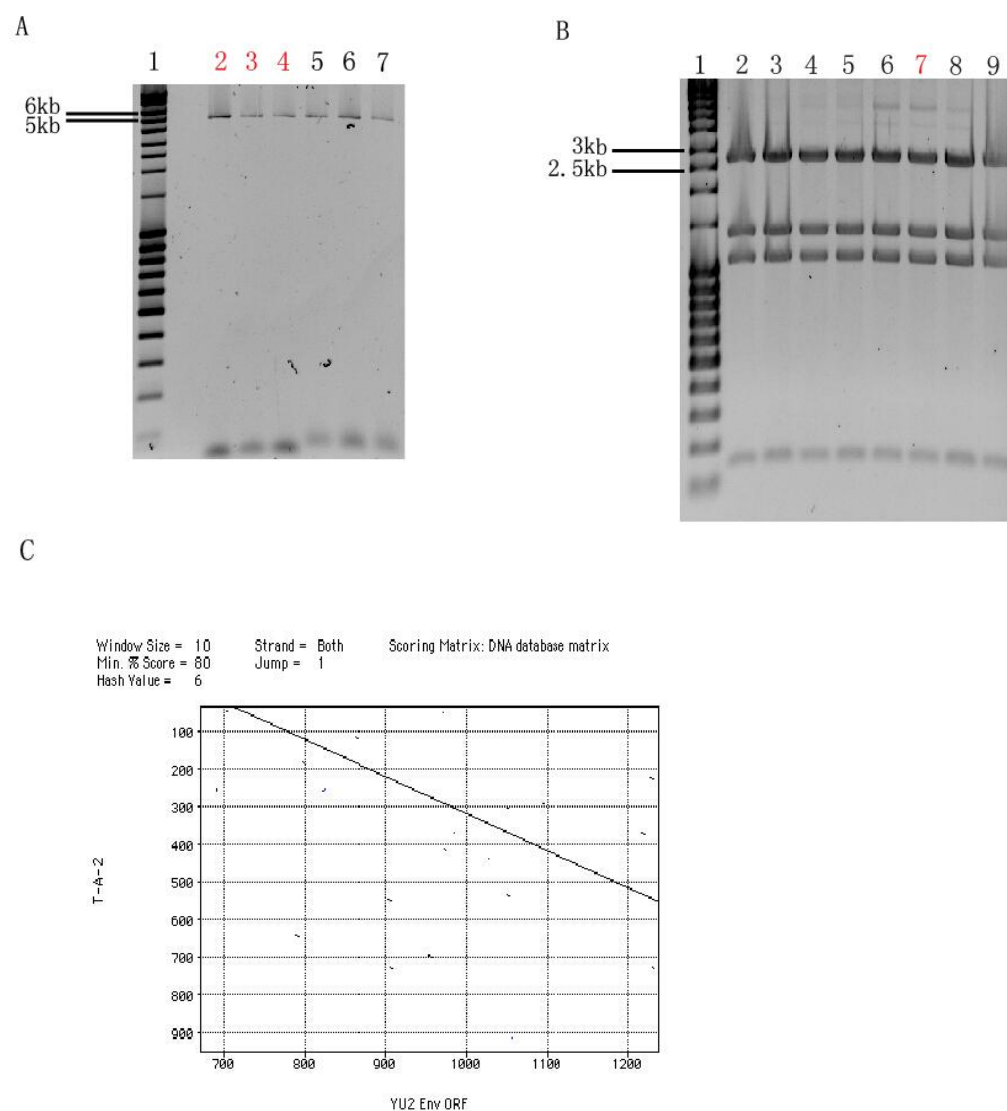 A
1 2 3 4 5 6 7
6kb
5kb
B
1 2 3 4 5 6 7 8 9
3kb
2.5kb
C
Window Size = 10 Strand = Both Scoring Matrix: DNA database matrix
Min. % Score = 80 Jump = 1
Hash Value = 6
100
200
300
400
500
600
700
800
900
T-A-2
700 800 900 1000 1100 1200
YU2 Env ORF